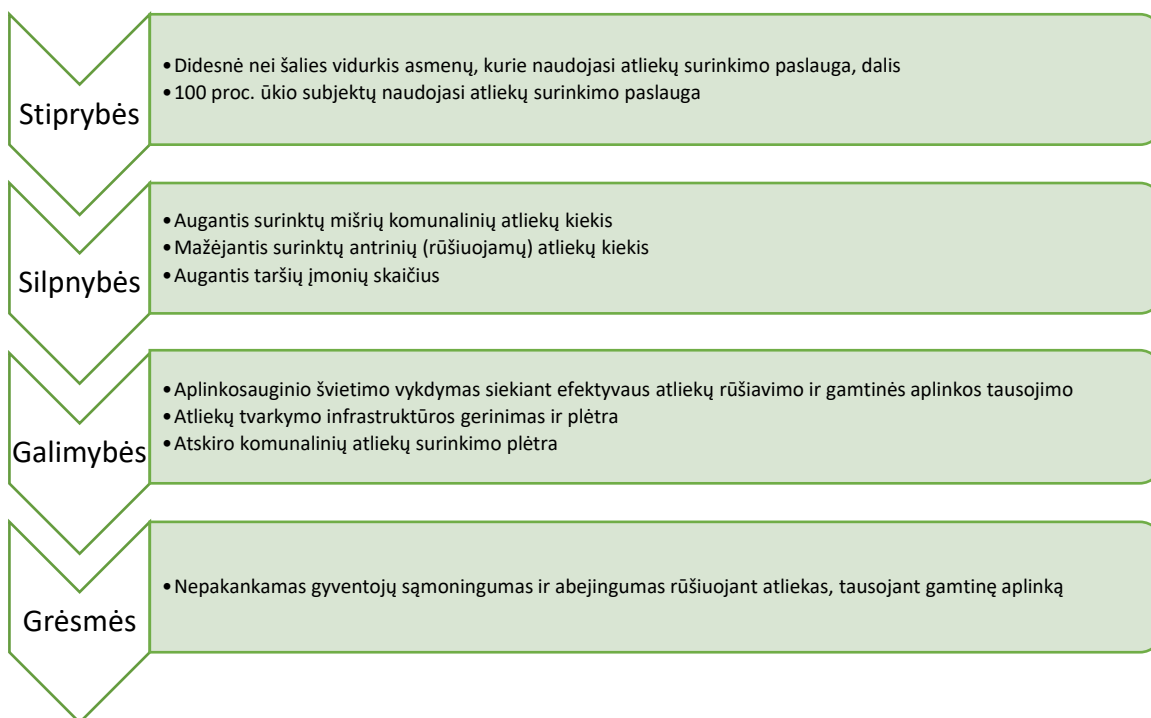 Stiprybės
•Didesnė nei šalies vidurkis asmenų, kurie naudojasi atliekų surinkimo paslauga, dalis
•100 proc. ūkio subjektų naudojasi atliekų surinkimo paslauga
Silpnybės
•Augantis surinktų mišrių komunalinių atliekų kiekis
•Mažėjantis surinktų antrinių (rūšiuojamų) atliekų kiekis
•Augantis taršių įmonių skaičius
Galimybės
•Aplinkosauginio švietimo vykdymas siekiant efektyvaus atliekų rūšiavimo ir gamtinės aplinkos tausojimo
•Atliekų tvarkymo infrastruktūros gerinimas ir plėtra
•Atskiro komunalinių atliekų surinkimo plėtra
Grėsmės
•Nepakankamas gyventojų sąmoningumas ir abejingumas rūšiuojant atliekas, tausojant gamtinę aplinką